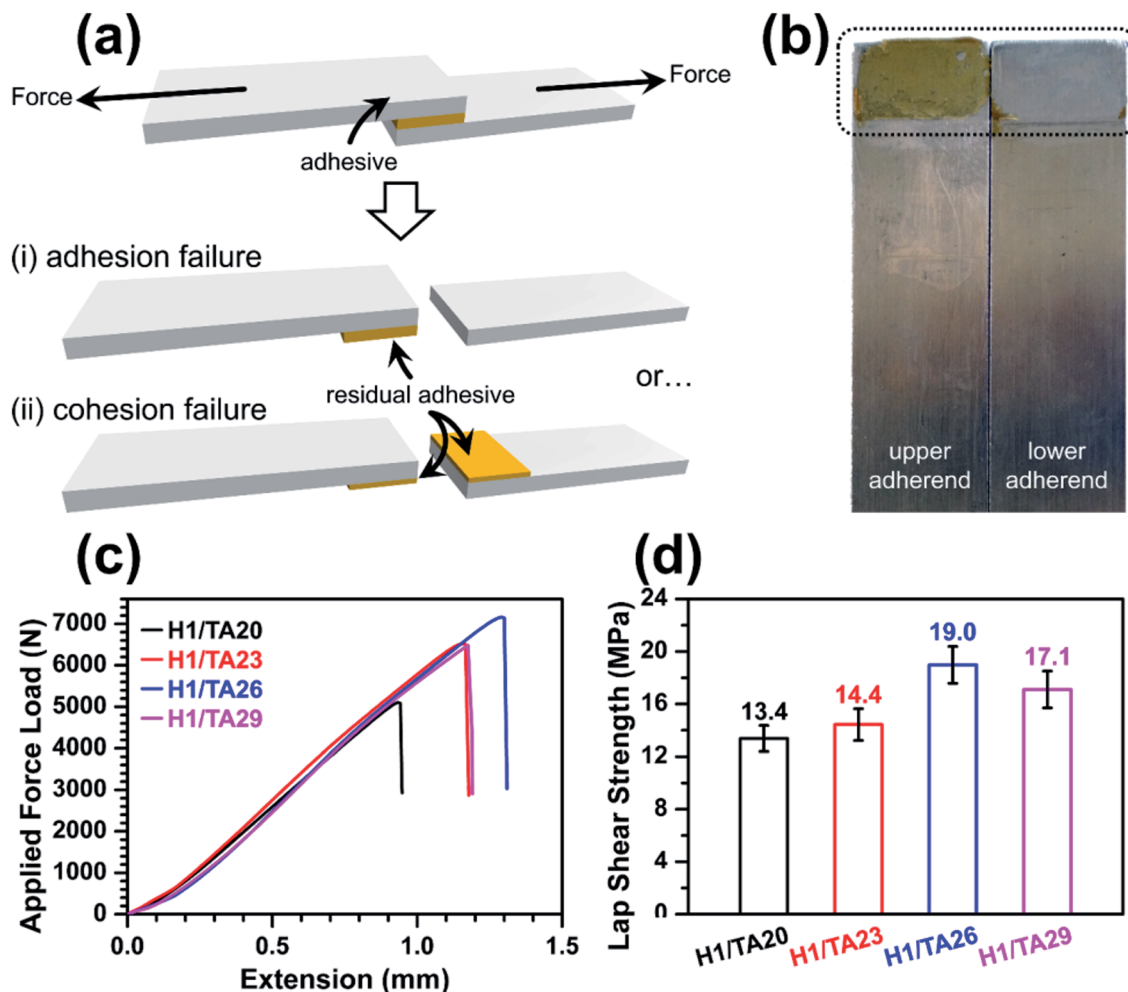 (a)
Force
Force
adhesive
(i) adhesion failure
residual adhesive
or...
(ii) cohesion failure
(b)
upper
adherend
lower
adherend
(c)
Applied Force Load (N)
7000
6000
5000
4000
3000
2000
1000
0
H1/TA20
H1/TA23
H1/TA26
H1/TA29
0.0
0.5
1.0
1.5
Extension (mm)
(d)
Lap Shear Strength (MPa)
24
20
16
12
8
4
0
13.4
14.4
19.0
17.1
H1/TA20
H1/TA23
H1/TA26
H1/TA29